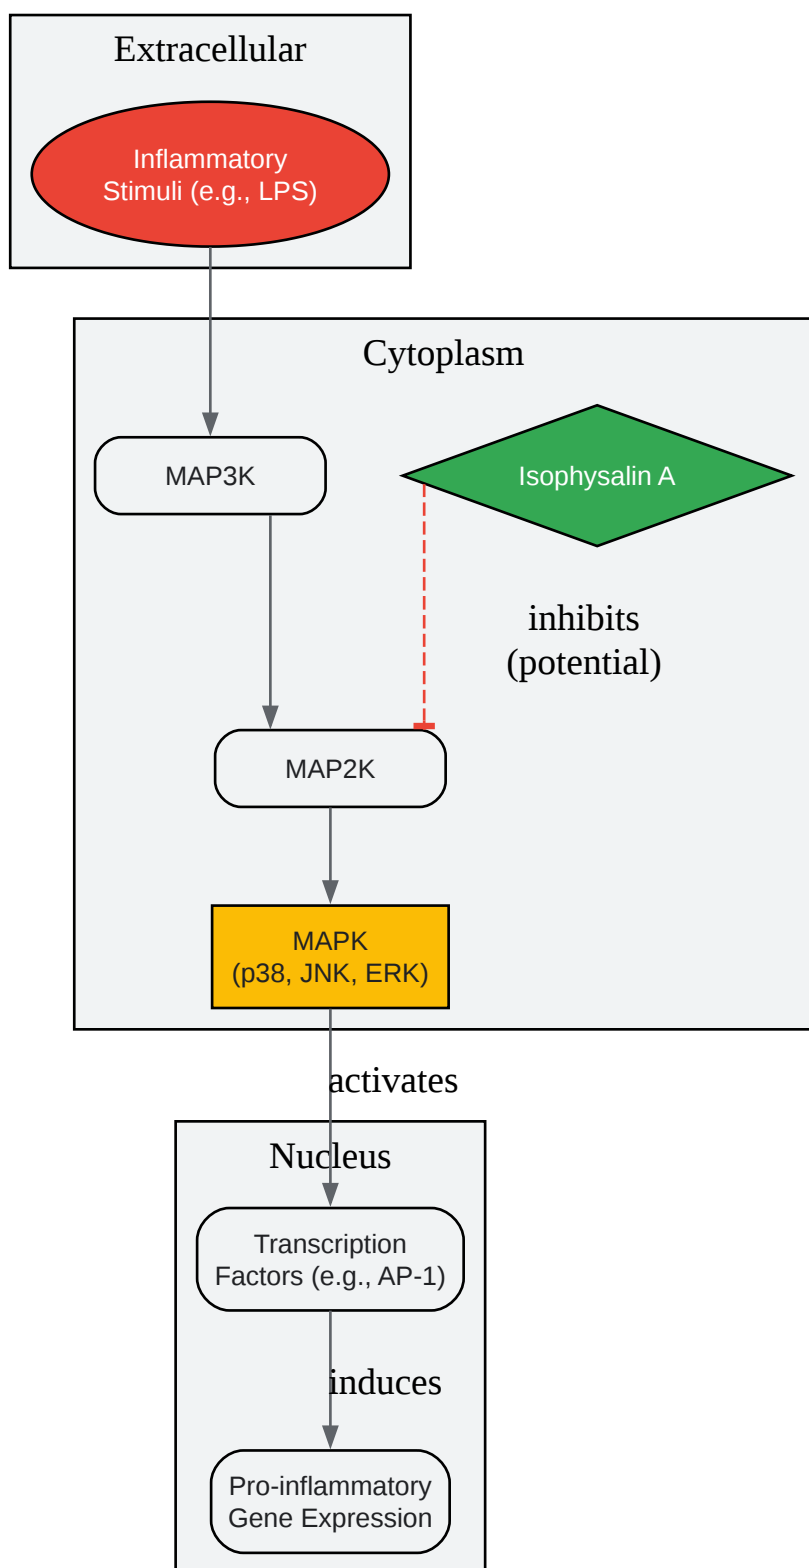 Extracellular
Inflammatory
Stimuli (e.g., LPS)
Cytoplasm
MAP3K
Isophysalin A
inhibits
(potential)
MAP2K
MAPK
(p38, JNK, ERK)
activates
Nucleus
Transcription
Factors (e.g., AP-1)
induces
Pro-inflammatory
Gene Expression